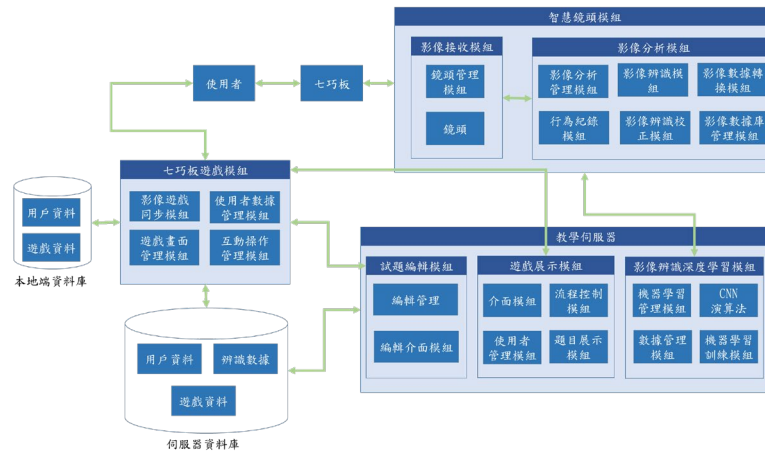 智慧鏡頭模組
影像接收模組
鏡頭管理
模組
鏡頭
影像分析模組
影像分析
管理模組
影像辨識模
組
影像數據轉
換模組
行為紀錄
模組
影像辨識校
正模組
影像數據庫
管理模組
使用者
七巧板
七巧板遊戲模組
影像遊戲
同步模組
使用者數據
管理模組
遊戲畫面
管理模組
互動操作
管理模組
用戶資料
遊戲資料
本地端資料庫
教學伺服器
試題編輯模組
編輯管理
編輯介面模組
遊戲展示模組
介面模組
流程控制
模組
使用者
管理模組
題目展示
模組
影像辨識深度學習模組
機器學習
管理模組
CNN
演算法
數據管理
模組
機器學習
訓練模組
用戶資料
辨識數據
遊戲資料
伺服器資料庫